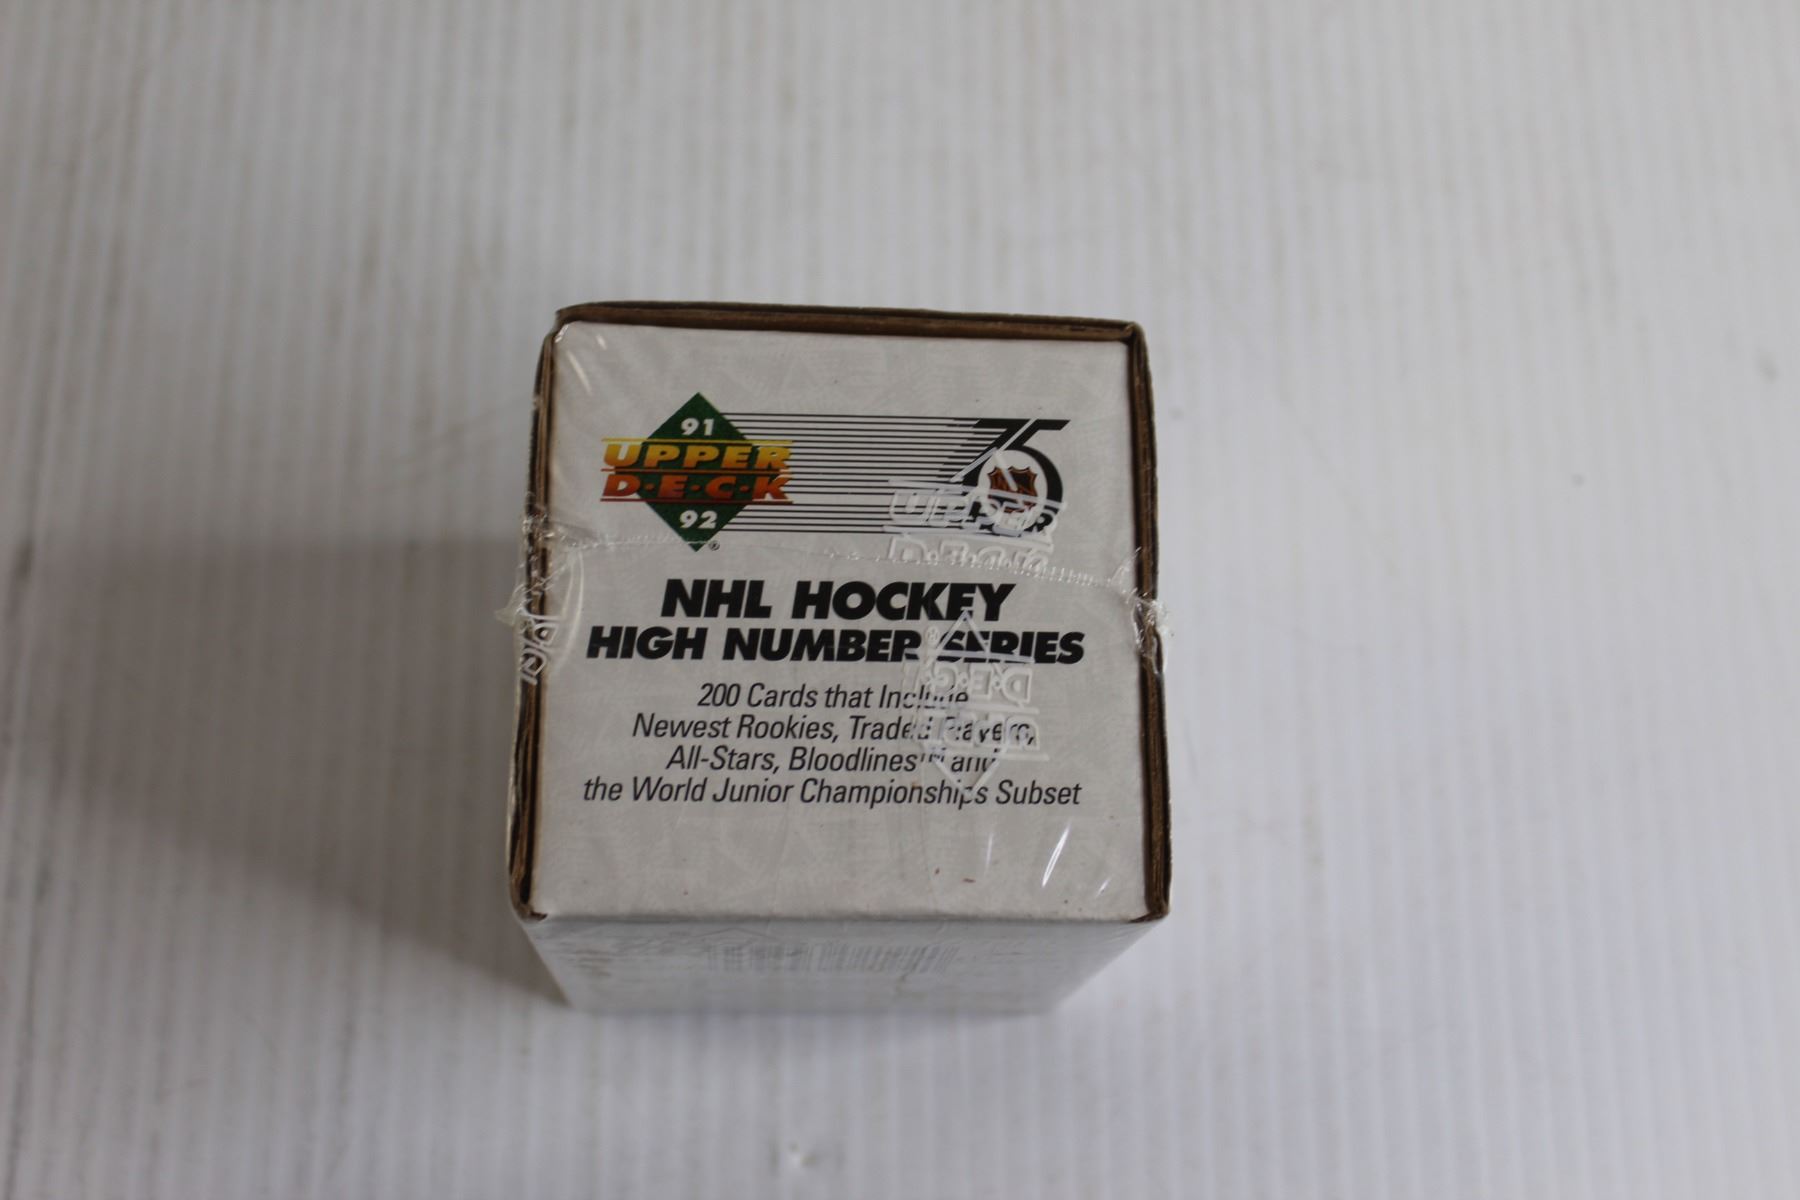 91
UPPER
D·E·C·K
92
®
75
NHL HOCKEY
HIGH NUMBER SERIES
200 Cards that Include
Newest Rookies, Traded Players,
All-Stars, Bloodlines™ and
the World Junior Championships Subset